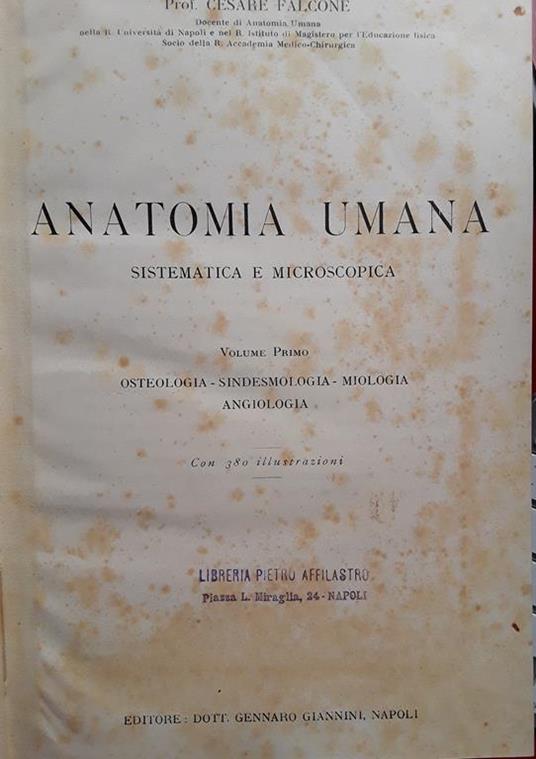 Prof. CESARE FALCONE
Docente di Anatomia Umana
nella R. Università di Napoli e nel R. Istituto di Magistero per l'Educazione fisica
Socio della R. Accademia Medico-Chirurgica
ANATOMIA UMANA
SISTEMATICA E MICROSCOPICA
VOLUME PRIMO
OSTEOLOGIA - SINDESMOLOGIA - MIOLOGIA
ANGIOLOGIA
Con 380 illustrazioni
LIBRERIA PIETRO AFFILASTRO
Piazza L. Miraglia, 24 - NAPOLI
EDITORE: DOTT. GENNARO GIANNINI, NAPOLI